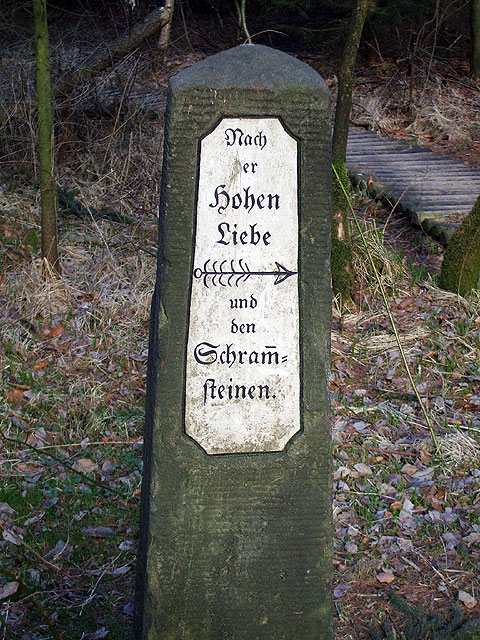 Nach
er
Hohen
Liebe
und
den
Schram̄-
steinen.